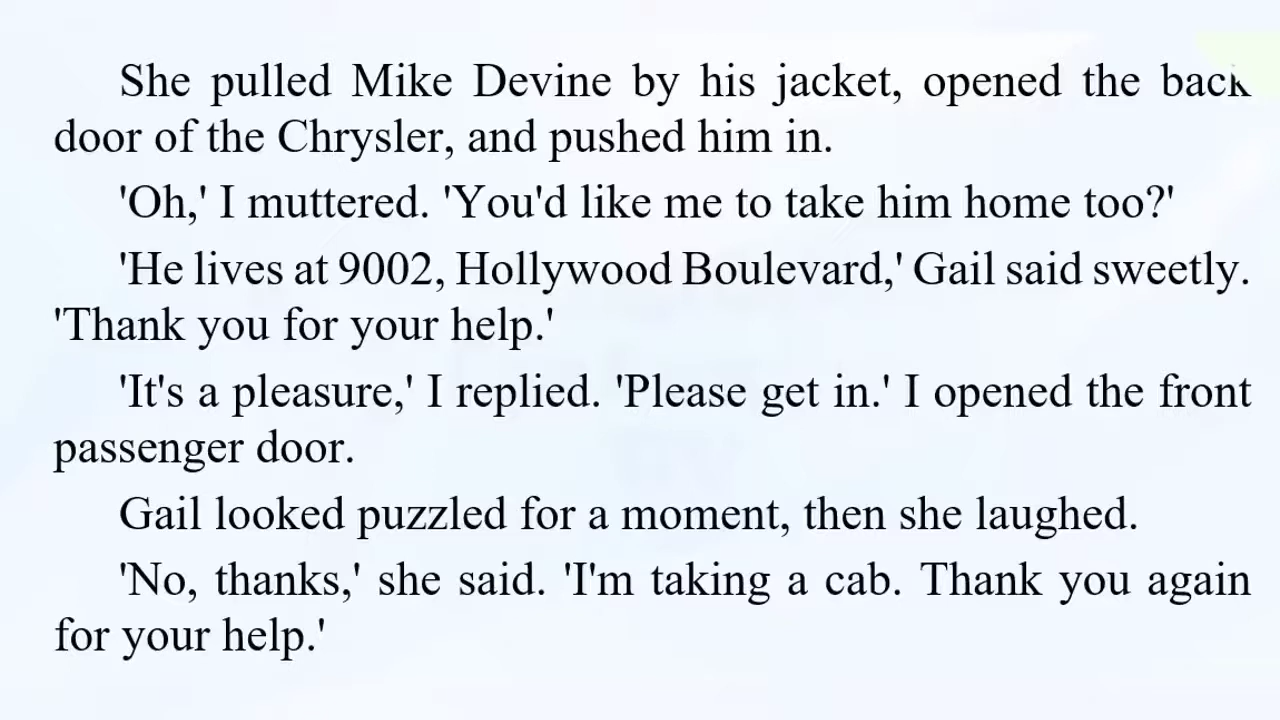 She pulled Mike Devine by his jacket, opened the back
door of the Chrysler, and pushed him in.
'Oh,' I muttered. 'You'd like me to take him home too?'
'He lives at 9002, Hollywood Boulevard,' Gail said sweetly.
'Thank you for your help.'
'It's a pleasure,' I replied. 'Please get in.' I opened the front
passenger door.
Gail looked puzzled for a moment, then she laughed.
'No, thanks,' she said. 'I'm taking a cab. Thank you again
for your help.'